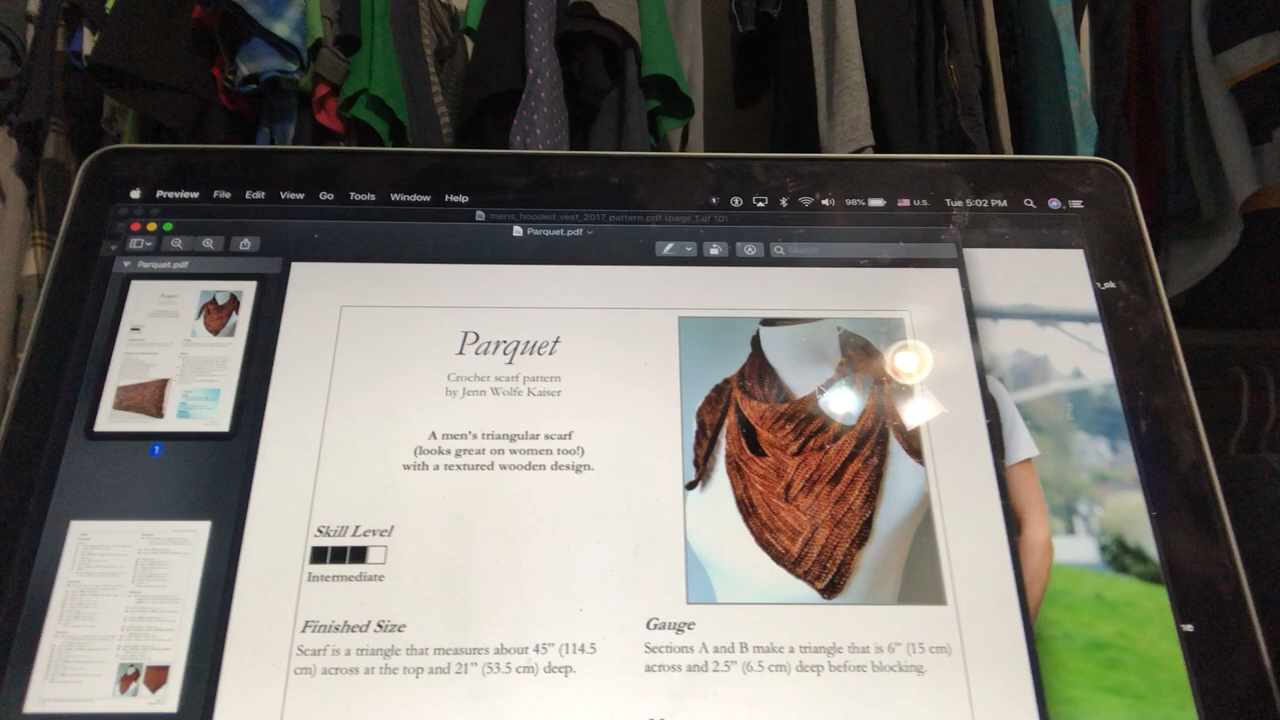 Preview File Edit View Go Tools Window Help
98% U.S. Tue 5:02 PM
mens_hooded_vest_2017_pattern.pdf (page 1 of 10)
Parquet.pdf
Search
Parquet.pdf
Parquet
Crochet scarf pattern
by Jenn Wolfe Kaiser
A men's triangular scarf
(looks great on women too!)
with a textured wooden design.
Skill Level
Intermediate
Finished Size
Scarf is a triangle that measures about 45" (114.5
cm) across at the top and 21" (53.5 cm) deep.
Gauge
Sections A and B make a triangle that is 6" (15 cm)
across and 2.5" (6.5 cm) deep before blocking.
Parquet
1